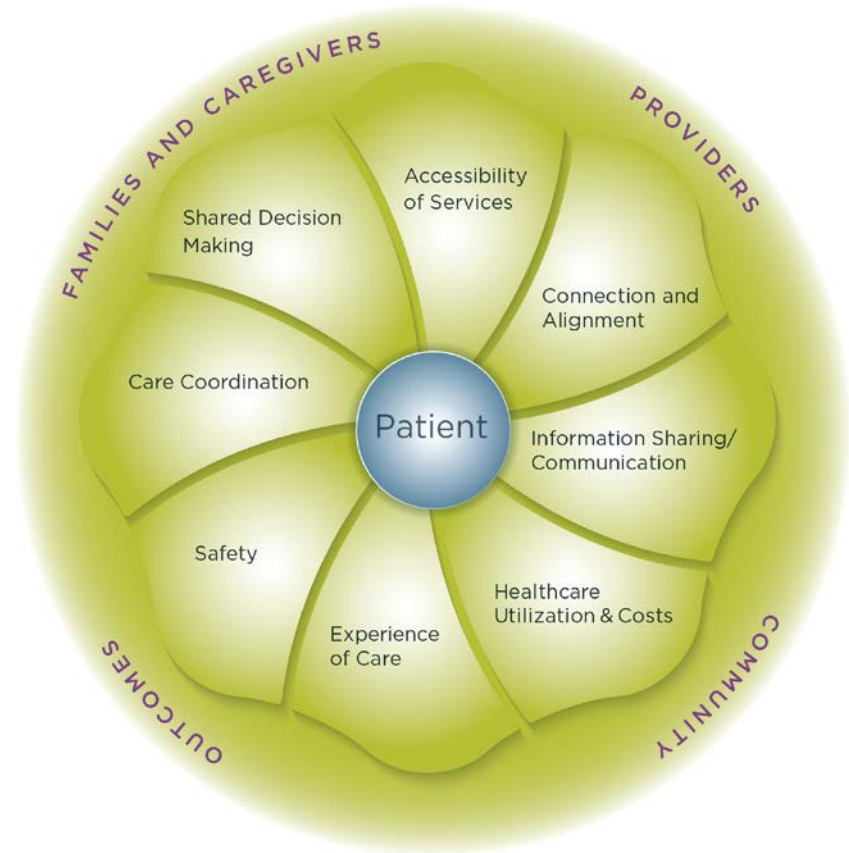 FAMILIES AND CAREGIVERS
PROVIDERS
Accessibility
of Services
Shared Decision
Making
Connection and
Alignment
Care Coordination
Patient
Information Sharing/
Communication
Safety
Healthcare
Utilization & Costs
Experience
of Care
OUTCOMES
COMMUNITY